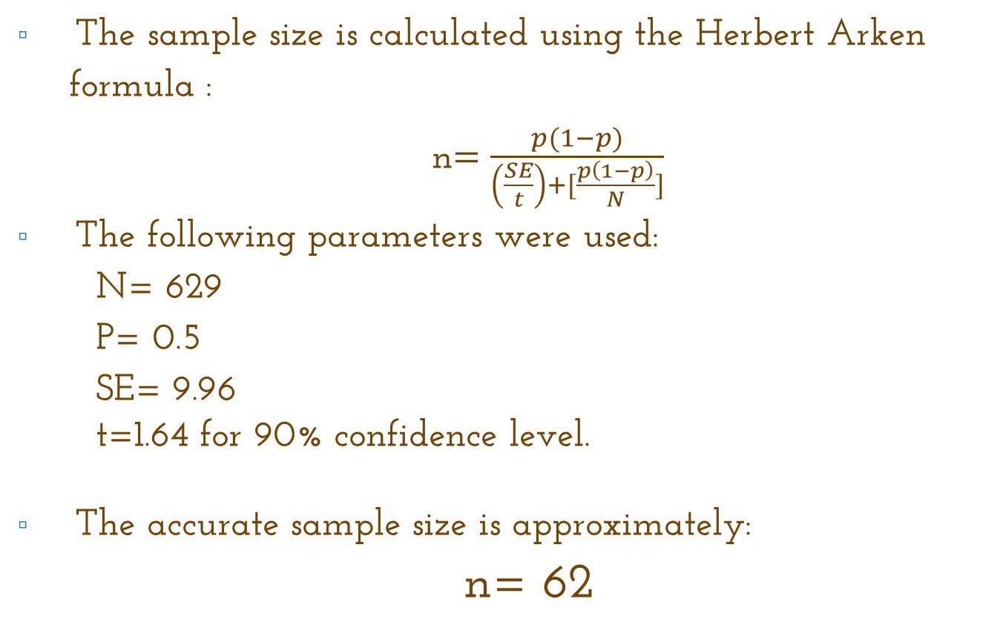 ▫ The sample size is calculated using the Herbert Arken
formula :
n= \frac{p(1−p)}{(\frac{SE}{t})+[\frac{p(1−p)}{N}]}
▫ The following parameters were used:
N= 629
P= 0.5
SE= 9.96
t=1.64 for 90% confidence level.
▫ The accurate sample size is approximately:
n= 62